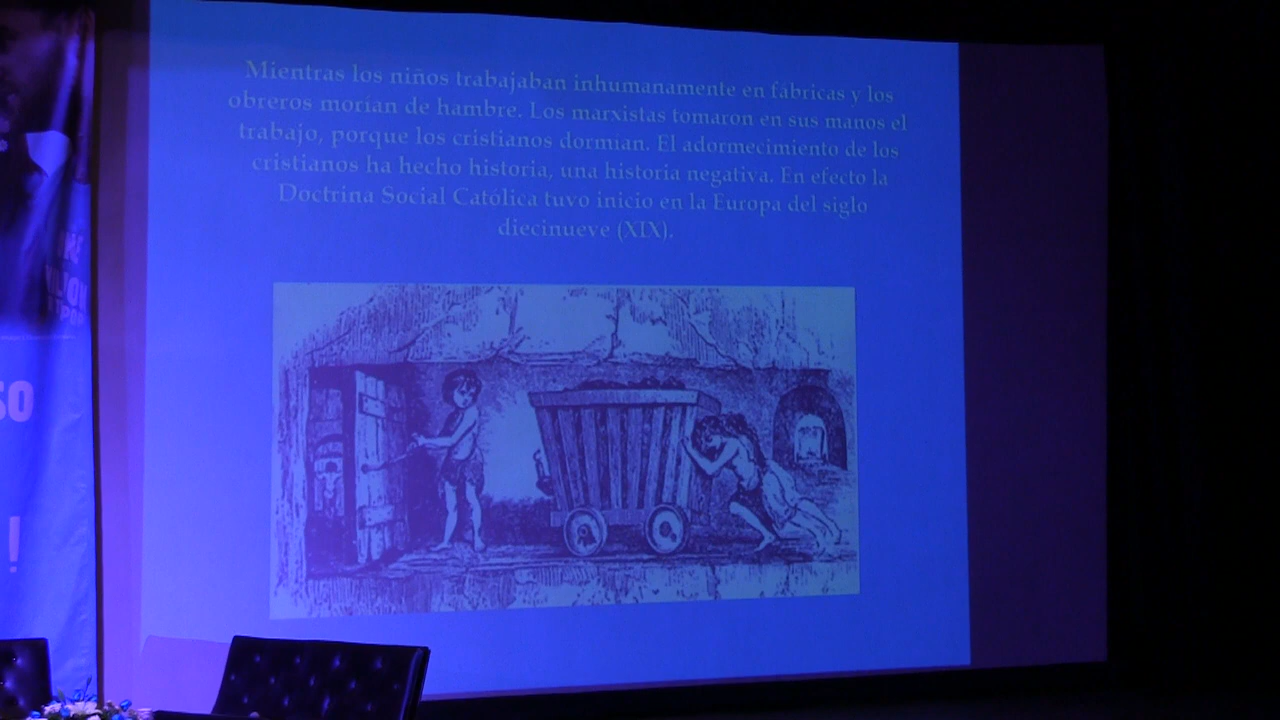 Mientras los niños trabajaban inhumanamente en fábricas y los
obreros morían de hambre. Los marxistas tomaron en sus manos el
trabajo, porque los cristianos dormían. El adormecimiento de los
cristianos ha hecho historia, una historia negativa. En efecto la
Doctrina Social Católica tuvo inicio en la Europa del siglo
diecinueve (XIX).
SO
!